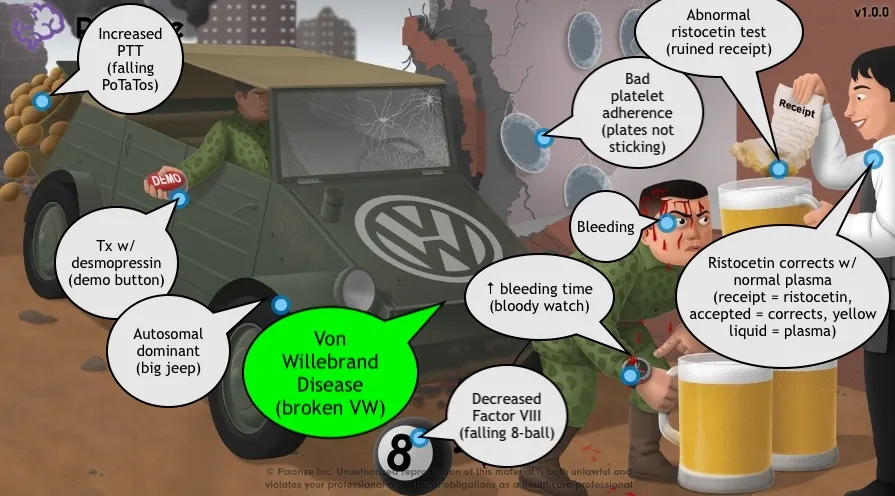 v1.0.0
Increased
PTT
(falling
PoTaTos)
Abnormal
ristocetin test
(ruined receipt)
Bad
platelet
adherence
(plates not
sticking)
Receipt
DEMO
Tx w/
desmopressin
(demo button)
Bleeding
Ristocetin corrects w/
normal plasma
(receipt = ristocetin,
accepted = corrects, yellow
liquid = plasma)
↑ bleeding time
(bloody watch)
Autosomal
dominant
(big jeep)
Von
Willebrand
Disease
(broken VW)
Decreased
Factor VIII
(falling 8-ball)
8
© Pixorize Inc. Unauthorized reproduction of this material is both unlawful and
violates your professional and ethical obligations as a healthcare professional